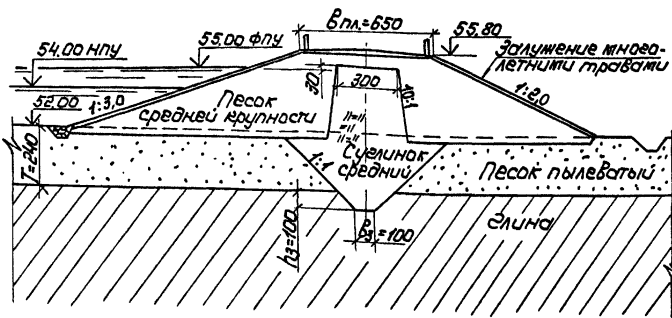 Bпл.=650
55.80
54.00 НПУ
55.00 ФПУ
Залужение много-
летними травами
30
300
10:1
52.00
1:3,0
1:2,0
Песок
средней крупности
T=240
1:1
Суглинок
средний
Песок пылеватый
hз=100
Bз=100
глина